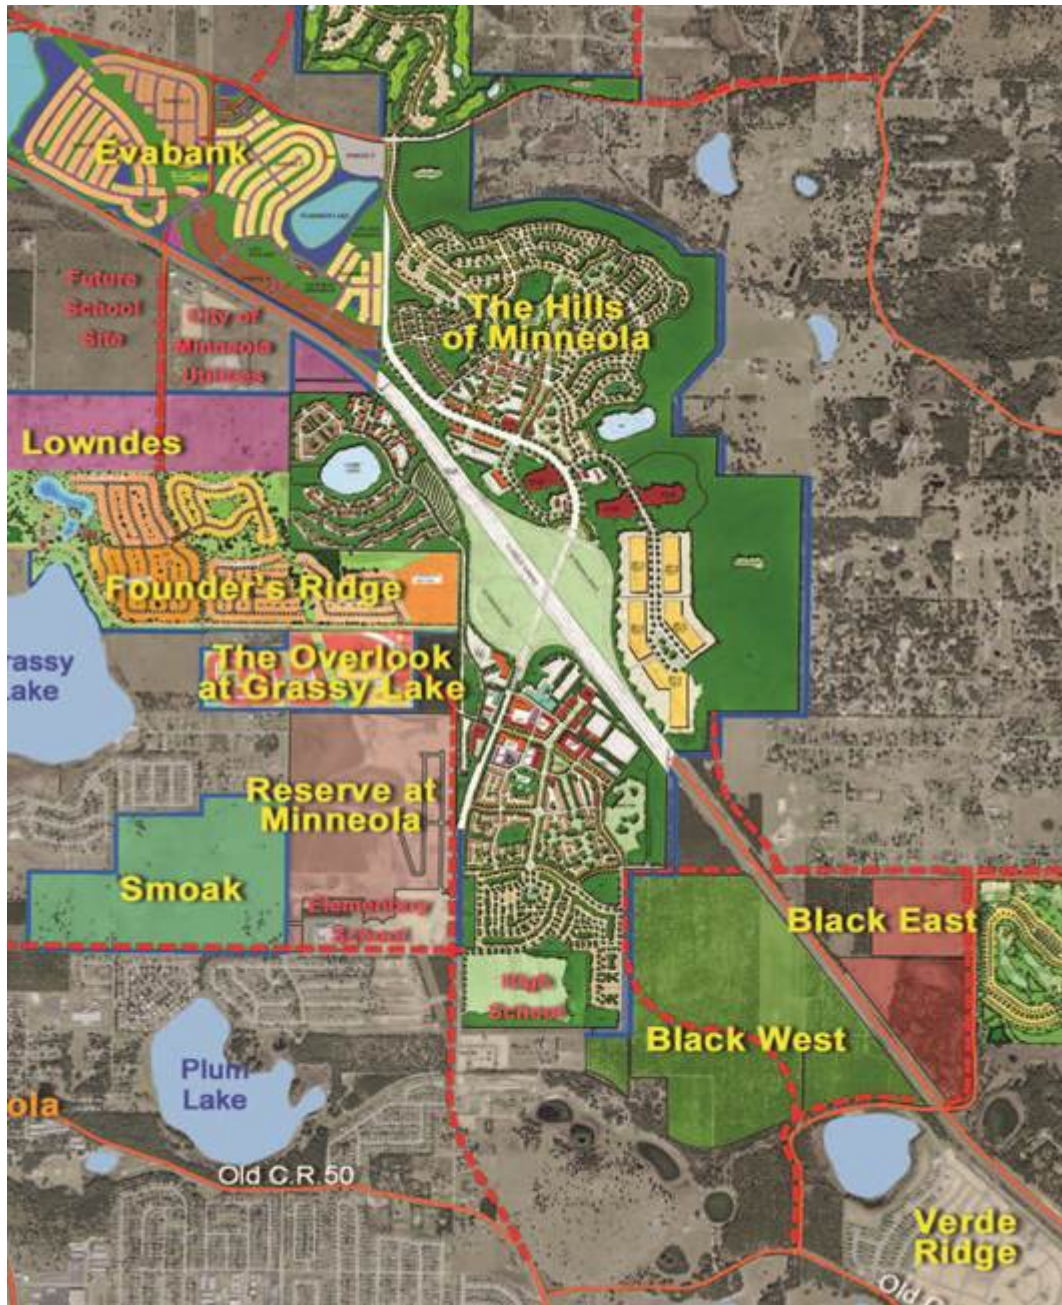 Evabank
Future
School
Site
City of
Minneola
Utilities
The Hills
of Minneola
Lowndes
Founder's Ridge
rassy
ake
The Overlook
at Grassy Lake
Reserve at
Minneola
Smoak
Elementary
School
Black East
High
School
Black West
Plum
Lake
ola
Old C.R.50
Verde
Ridge
Old C